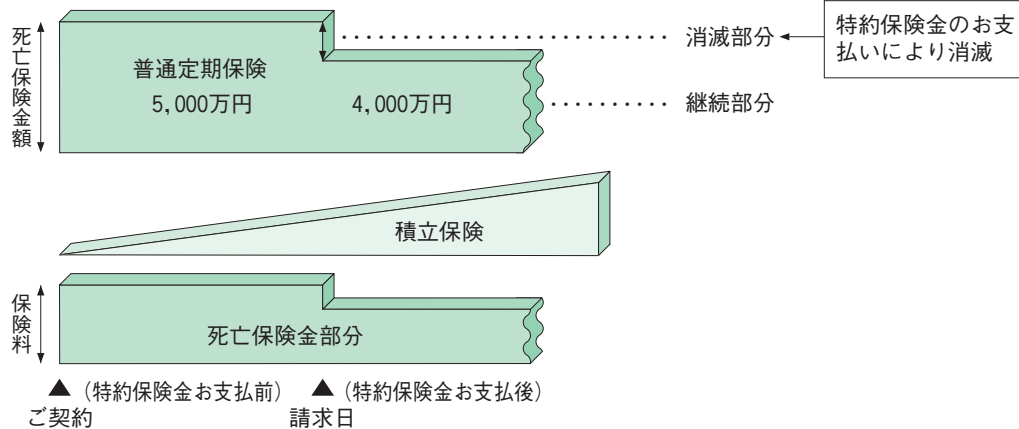 死亡保険金額
普通定期保険
5,000万円
4,000万円
消滅部分
特約保険金のお支
払いにより消滅
継続部分
積立保険
保険料
死亡保険金部分
▲(特約保険金お支払前)
ご契約
▲(特約保険金お支払後)
請求日